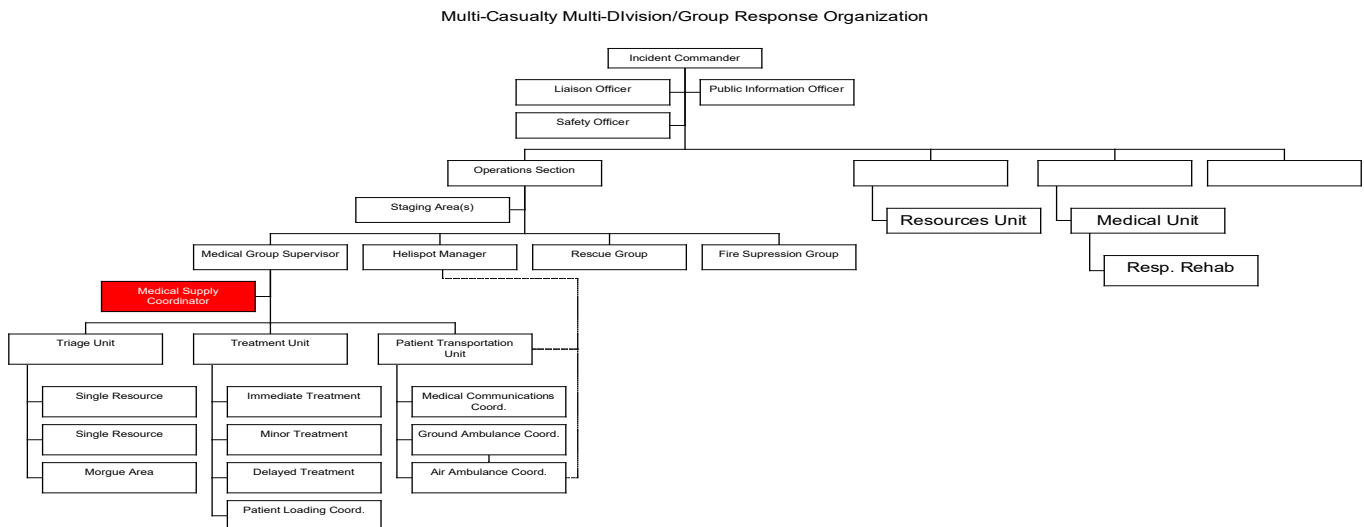 Multi-Casualty Multi-DIvision/Group Response Organization
Incident Commander
Liaison Officer
Public Information Officer
Safety Officer
Operations Section
Staging Area(s)
Resources Unit
Medical Unit
Medical Group Supervisor
Helispot Manager
Rescue Group
Fire Supression Group
Resp. Rehab
Medical Supply
Coordinator
Triage Unit
Treatment Unit
Patient Transportation
Unit
Single Resource
Immediate Treatment
Medical Communications
Coord.
Single Resource
Minor Treatment
Ground Ambulance Coord.
Morgue Area
Delayed Treatment
Air Ambulance Coord.
Patient Loading Coord.